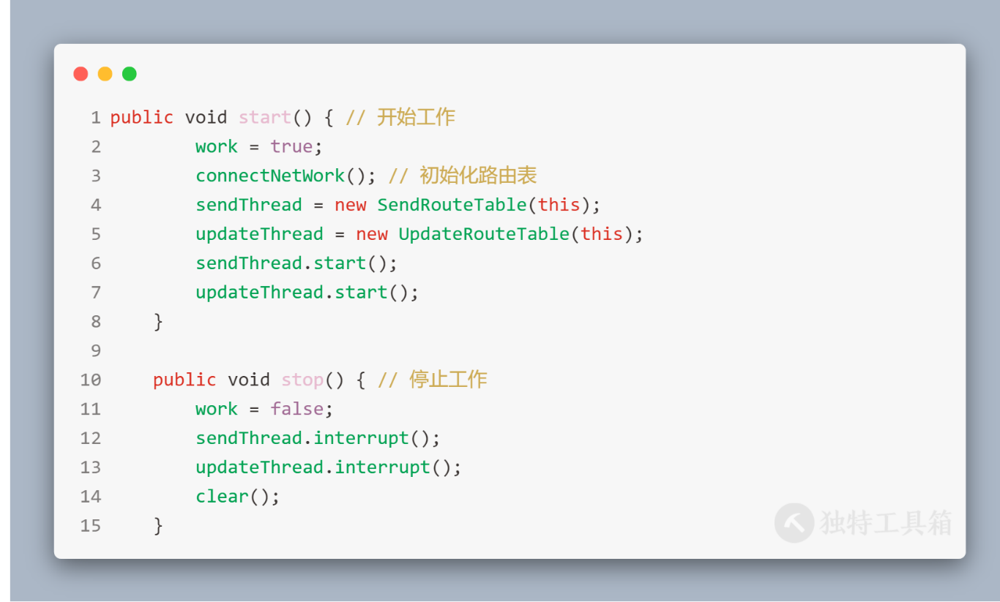 1 public void start() { // 开始工作
2         work = true;
3         connectNetWork(); // 初始化路由表
4         sendThread = new SendRouteTable(this);
5         updateThread = new UpdateRouteTable(this);
6         sendThread.start();
7         updateThread.start();
8     }
9
10     public void stop() { // 停止工作
11         work = false;
12         sendThread.interrupt();
13         updateThread.interrupt();
14         clear();
15     }
独特工具箱